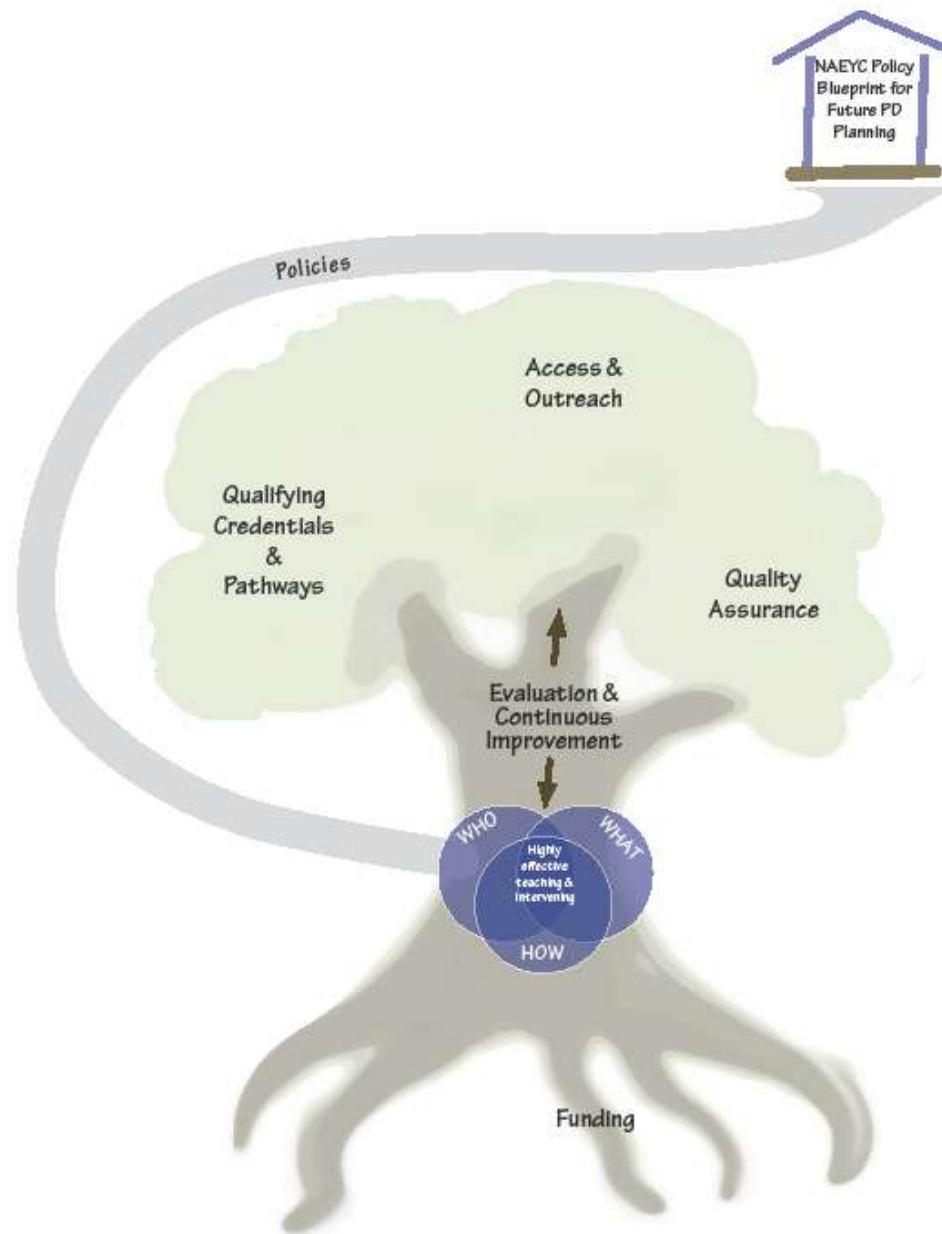 NAEYC Policy
Blueprint for
Future PD
Planning
Policies
Access &
Outreach
Qualifying
Credentials
&
Pathways
Quality
Assurance
Evaluation &
Continuous
Improvement
WHO
WHAT
Highly
effective
teaching &
intervening
HOW
Funding